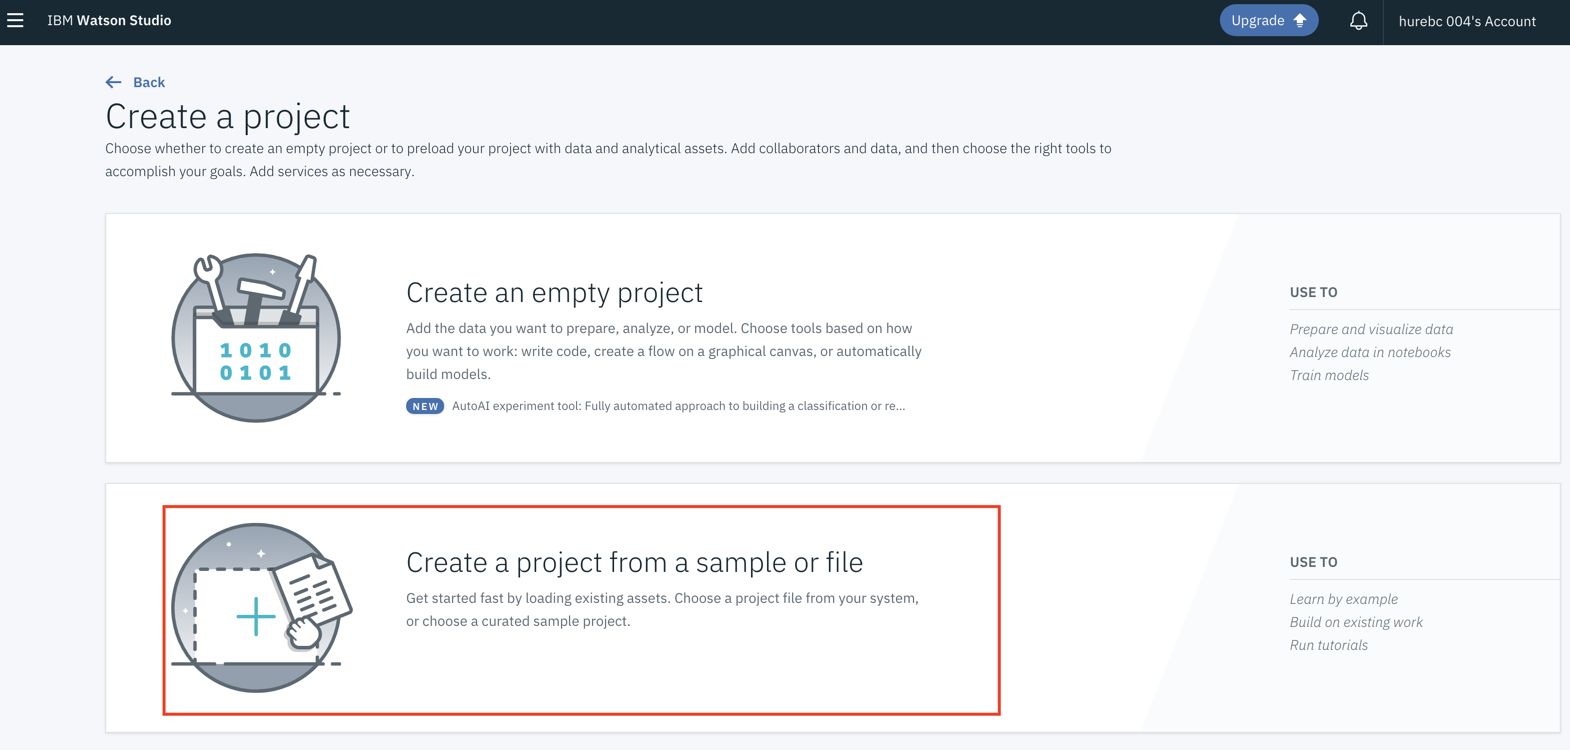 IBM Watson Studio
Upgrade
hurebc 004's Account
Back
Create a project
Choose whether to create an empty project or to preload your project with data and analytical assets. Add collaborators and data, and then choose the right tools to
accomplish your goals. Add services as necessary.
1010
0101
Create an empty project
Add the data you want to prepare, analyze, or model. Choose tools based on how
you want to work: write code, create a flow on a graphical canvas, or automatically
build models.
NEW AutoAI experiment tool: Fully automated approach to building a classification or re...
USE TO
Prepare and visualize data
Analyze data in notebooks
Train models
Create a project from a sample or file
Get started fast by loading existing assets. Choose a project file from your system,
or choose a curated sample project.
USE TO
Learn by example
Build on existing work
Run tutorials